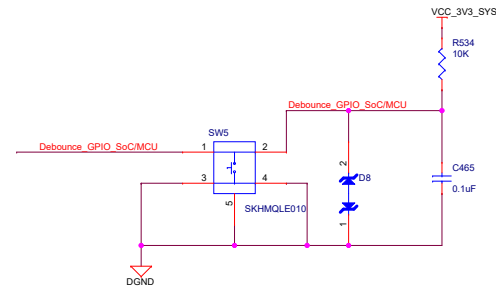 VCC_3V3_SYS
R534
10K
Debounce_GPIO_SoC/MCU
SW5
Debounce_GPIO_SoC/MCU
1
2
3
4
5
1
SKHMQLE010
2
D8
1
C465
0.1uF
DGND